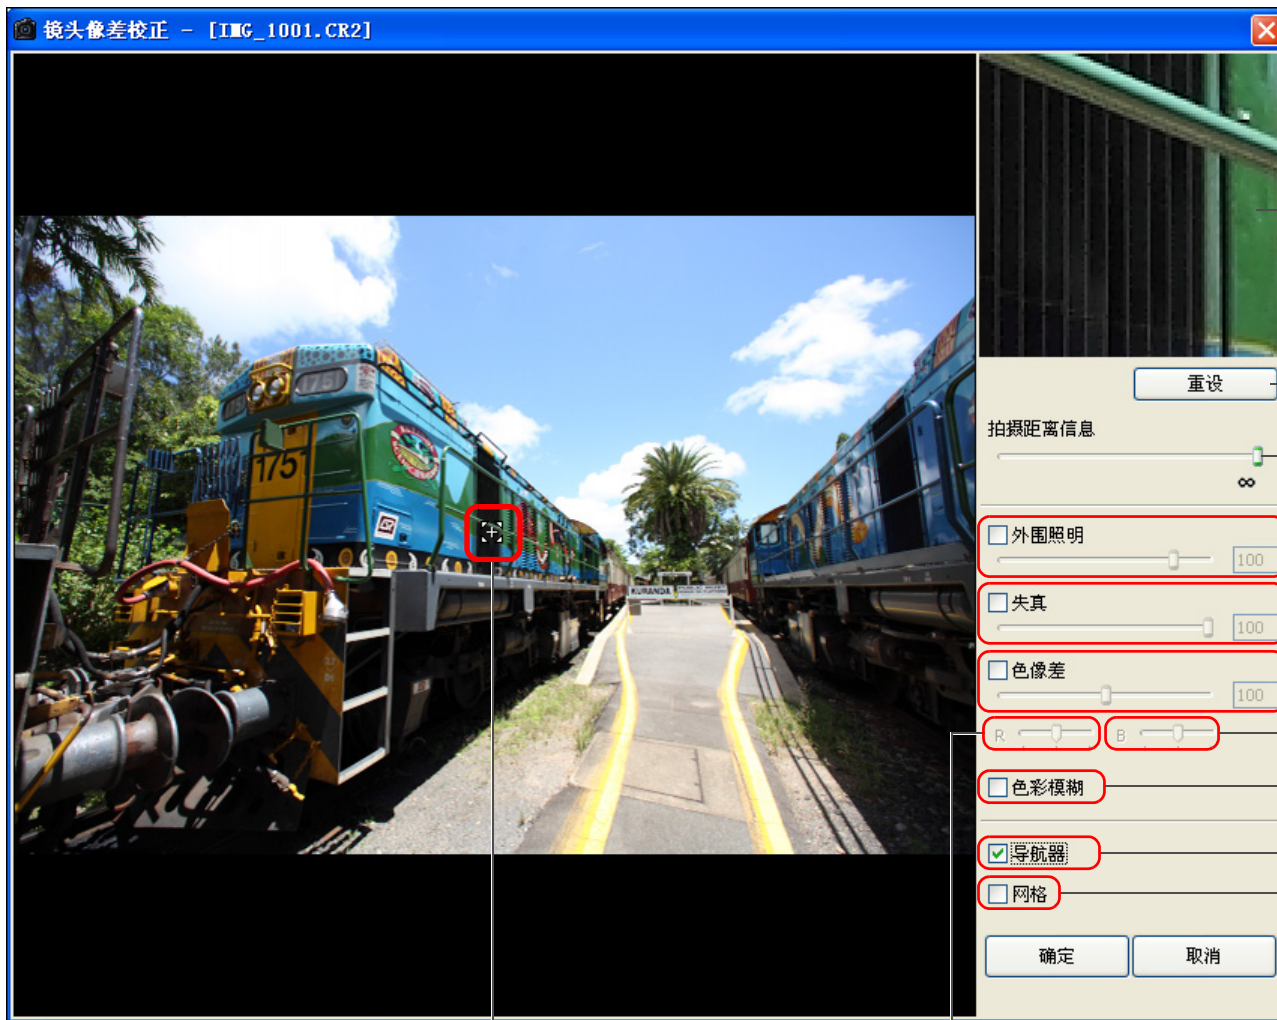 镜头像差校正 - [IMG_1001.CR2]
重设
拍摄距离信息
∞
外围照明
100
失真
100
色像差
100
R B
色彩模糊
导航器
网格
确定 取消
1751
1751
KURANDA